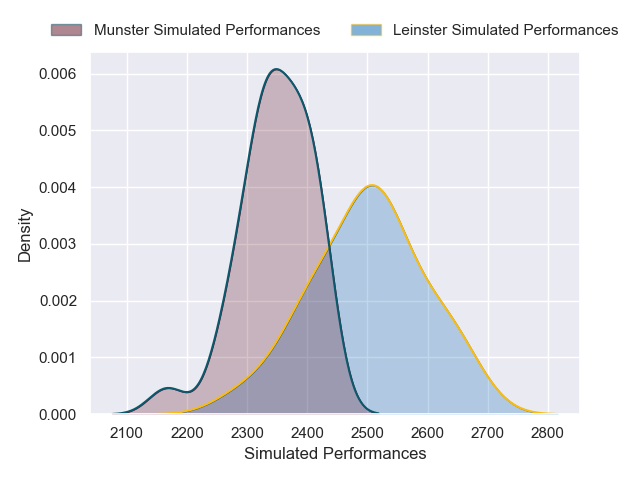 Munster Simulated Performances Leinster Simulated Performances
0.006
0.005
0.004
0.003
0.002
0.001
0.000
Density
2100 2200 2300 2400 2500 2600 2700 2800
Simulated Performances